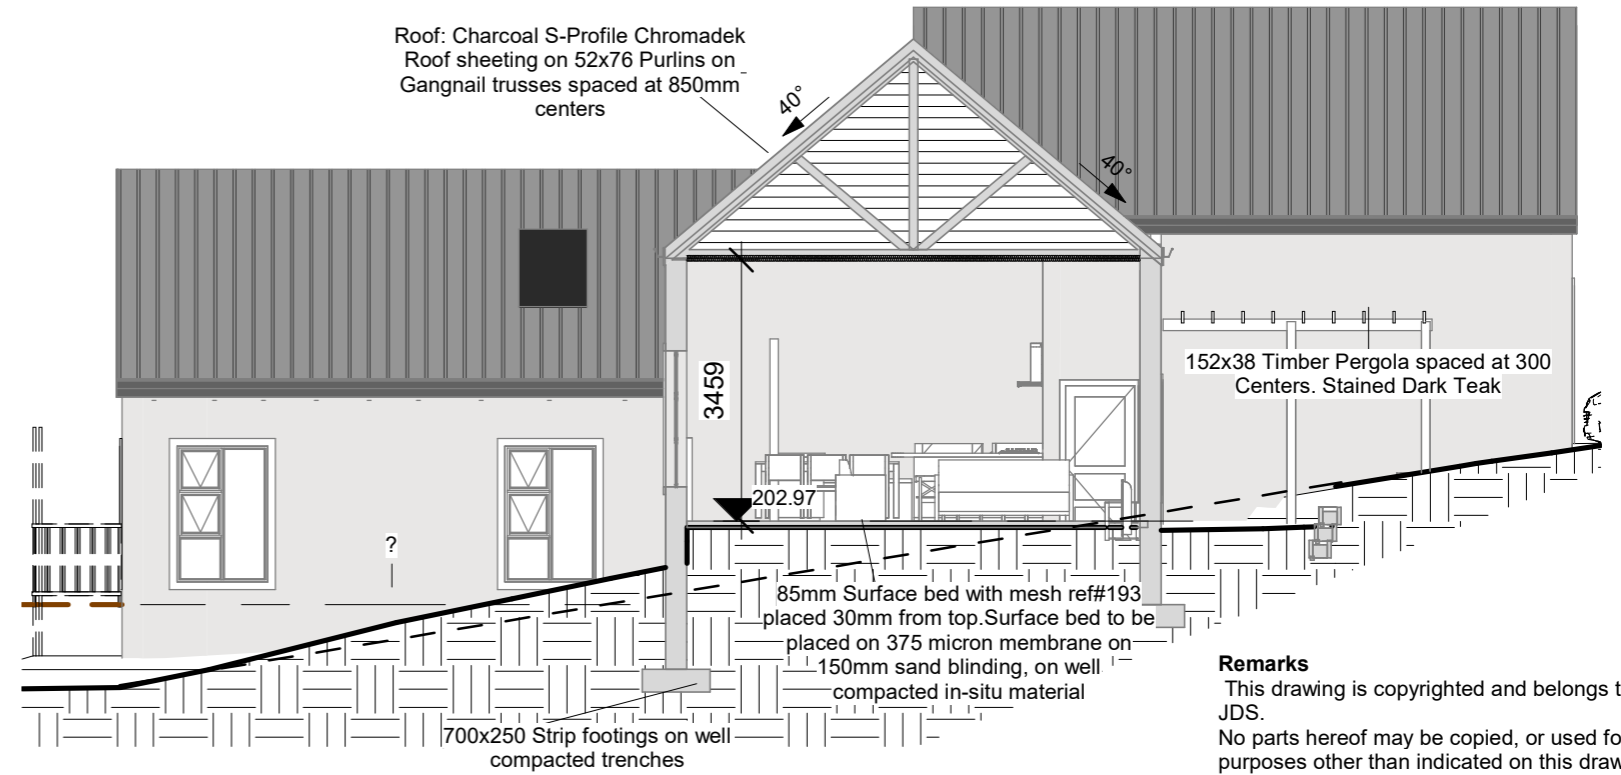 Roof: Charcoal S-Profile Chromadek
Roof sheeting on 52x76 Purlins on
Gangnail trusses spaced at 850mm
centers
40°
40°
152x38 Timber Pergola spaced at 300
Centers. Stained Dark Teak
3459
202.97
?
85mm Surface bed with mesh ref#193
placed 30mm from top.Surface bed to be
placed on 375 micron membrane on
150mm sand blinding, on well
compacted in-situ material
700x250 Strip footings on well
compacted trenches
Remarks
This drawing is copyrighted and belongs t
JDS.
No parts hereof may be copied, or used fo
purposes other than indicated on this draw